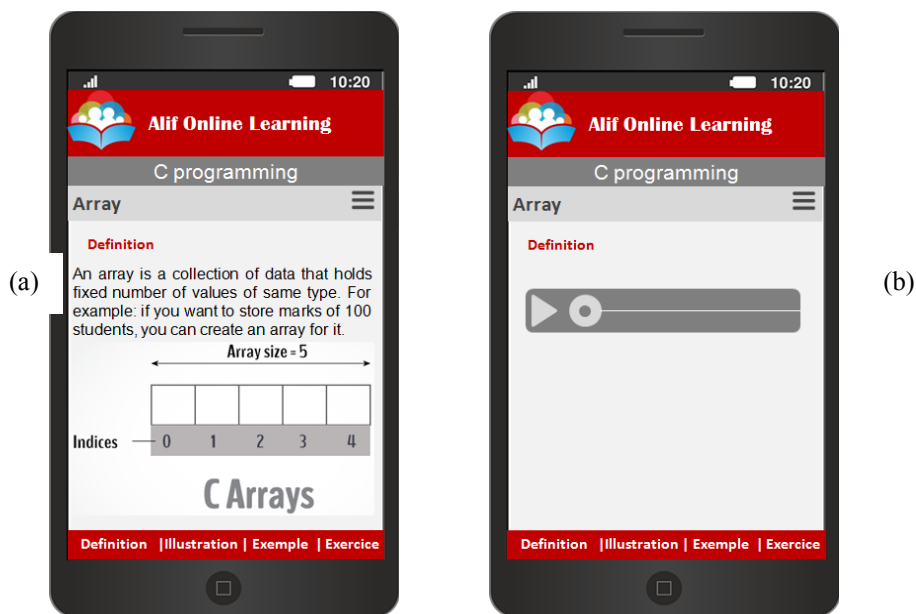 (a)
10:20
Alif Online Learning
C programming
Array
Definition
An array is a collection of data that holds
fixed number of values of same type. For
example: if you want to store marks of 100
students, you can create an array for it.
Array size = 5
Indices 0 1 2 3 4
C Arrays
Definition |Illustration | Exemple | Exercice
10:20
Alif Online Learning
C programming
Array
Definition
Definition |Illustration | Exemple | Exercice
(b)